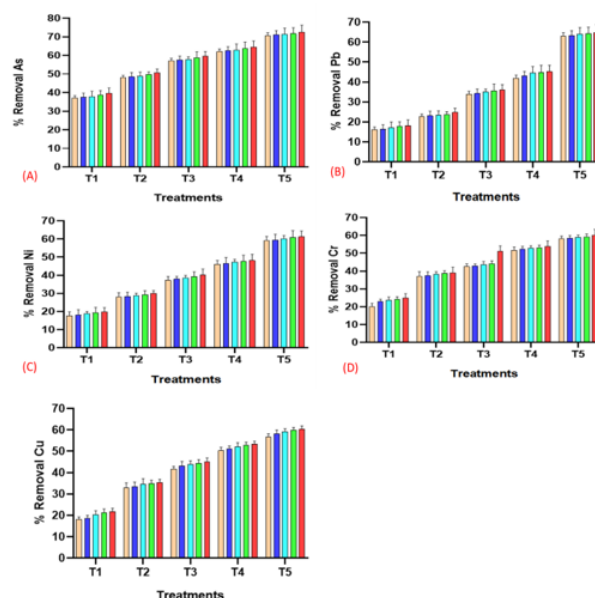 % Removal As
80
70
60
50
40
30
20
10
0
T1 T2 T3 T4 T5
Treatments
(A)
% Removal Pb
70
60
50
40
30
20
10
0
T1 T2 T3 T4 T5
Treatments
(B)
% Removal Ni
70
60
50
40
30
20
10
0
T1 T2 T3 T4 T5
Treatments
(C)
% Removal Cr
70
60
50
40
30
20
10
0
T1 T2 T3 T4 T5
Treatments
(D)
% Removal Cu
70
60
50
40
30
20
10
0
T1 T2 T3 T4 T5
Treatments